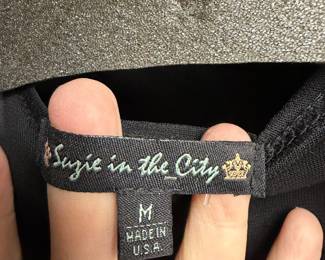 Suzie in the City
M
MADE IN
U.S.A.